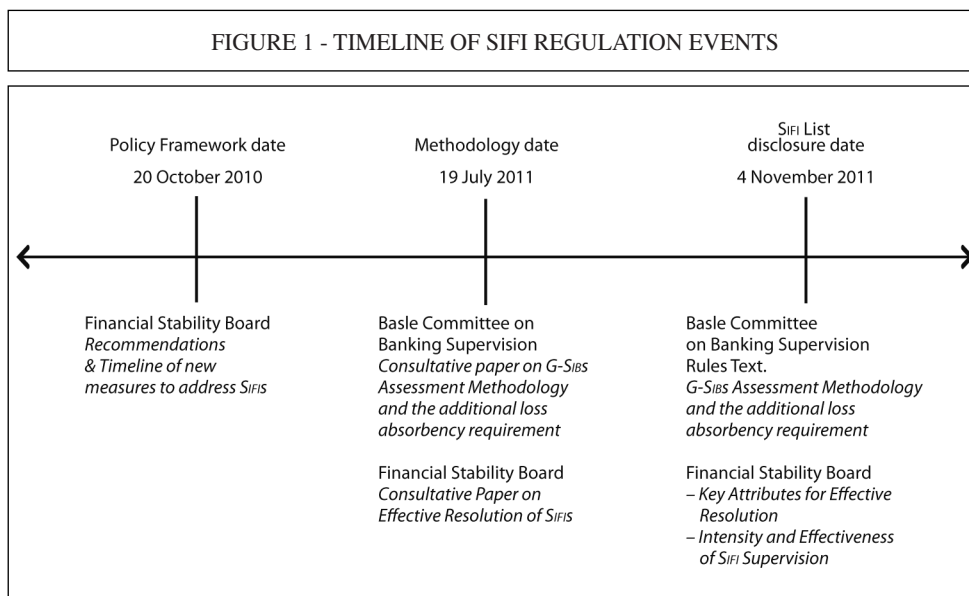 FIGURE 1 - TIMELINE OF SIFI REGULATION EVENTS
Policy Framework date
20 October 2010
Financial Stability Board
Recommendations
& Timeline of new
measures to address SIFIS
Methodology date
19 July 2011
Basle Committee on
Banking Supervision
Consultative paper on G-SIBS
Assessment Methodology
and the additional loss
absorbency requirement
Financial Stability Board
Consultative Paper on
Effective Resolution of SIFIS
SIFI List
disclosure date
4 November 2011
Basle Committee
on Banking Supervision
Rules Text.
G-SIBS Assessment Methodology
and the additional loss
absorbency requirement
Financial Stability Board
– Key Attributes for Effective
Resolution
– Intensity and Effectiveness
of SIFI Supervision